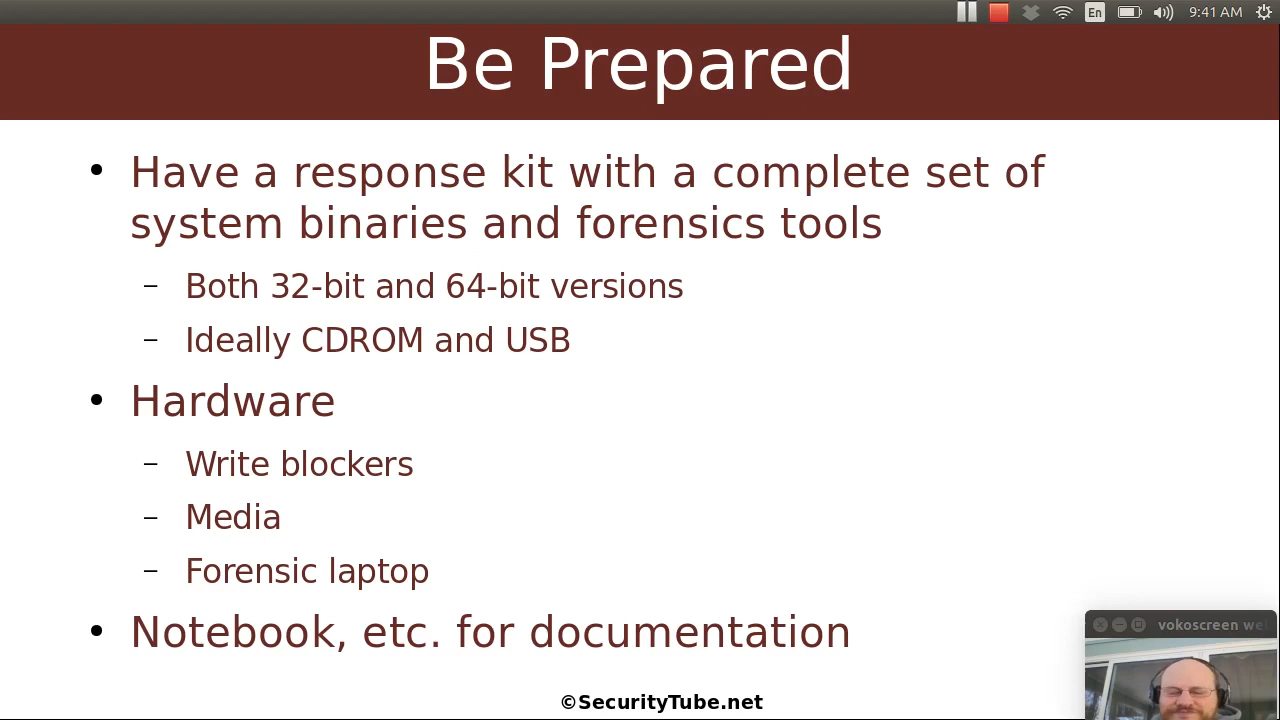 En 9:41 AM
Be Prepared
• Have a response kit with a complete set of
system binaries and forensics tools
– Both 32-bit and 64-bit versions
– Ideally CDROM and USB
• Hardware
– Write blockers
– Media
– Forensic laptop
• Notebook, etc. for documentation
vokoscreen we
©SecurityTube.net